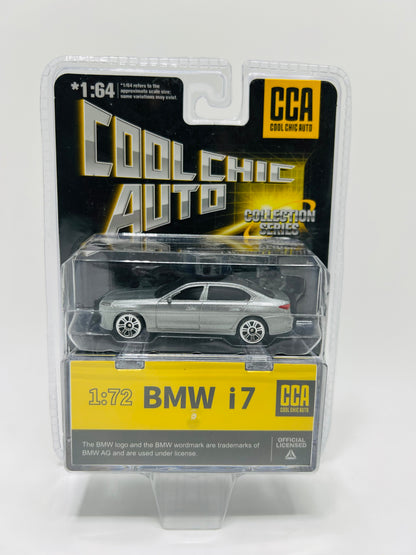 *1:64
*1/64 refers to the
approximate scale size;
some variations may exist.
CCA
COOL CHIC AUTO
COOL CHIC
AUTO
COLLECTION
SERIES
1:72 BMW i7
CCA
COOL CHIC AUTO
The BMW logo and the BMW wordmark are trademarks of
BMW AG and are used under license.
OFFICIAL
LICENSED